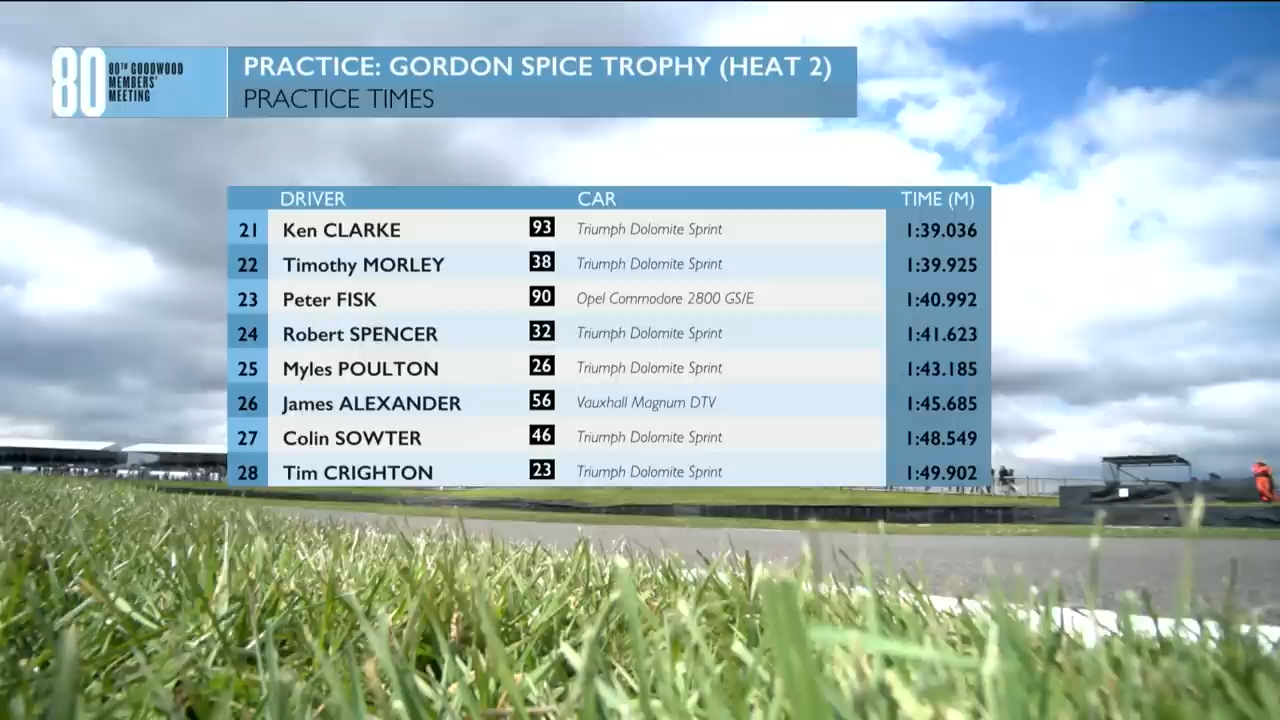 80
80TH GOODWOOD
MEMBERS'
MEETING
PRACTICE: GORDON SPICE TROPHY (HEAT 2)
PRACTICE TIMES
DRIVER CAR TIME (M)
21 Ken CLARKE 93 Triumph Dolomite Sprint 1:39.036
22 Timothy MORLEY 38 Triumph Dolomite Sprint 1:39.925
23 Peter FISK 90 Opel Commodore 2800 GS/E 1:40.992
24 Robert SPENCER 32 Triumph Dolomite Sprint 1:41.623
25 Myles POULTON 26 Triumph Dolomite Sprint 1:43.185
26 James ALEXANDER 56 Vauxhall Magnum DTV 1:45.685
27 Colin SOWTER 46 Triumph Dolomite Sprint 1:48.549
28 Tim CRIGHTON 23 Triumph Dolomite Sprint 1:49.902